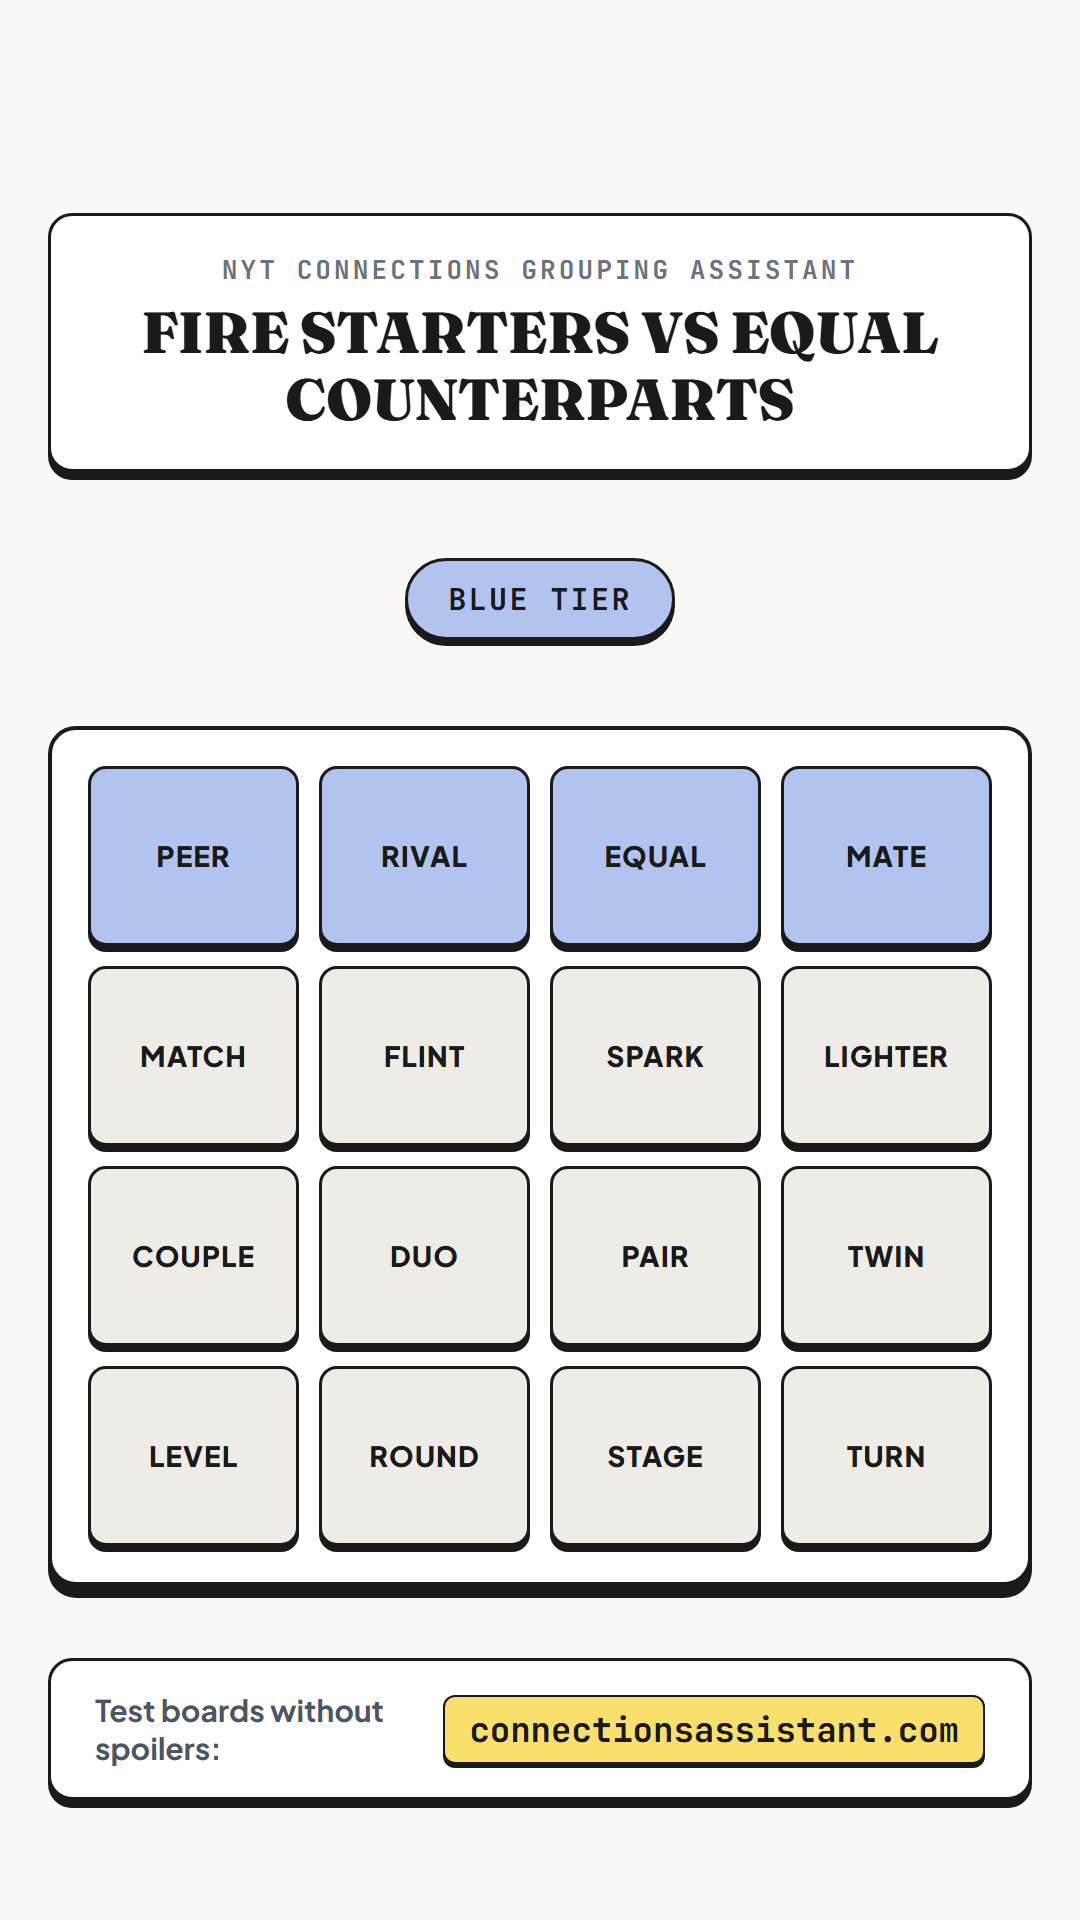 NYT CONNECTIONS GROUPING ASSISTANT
FIRE STARTERS VS EQUAL
COUNTERPARTS
BLUE TIER
PEER RIVAL EQUAL MATE
MATCH FLINT SPARK LIGHTER
COUPLE DUO PAIR TWIN
LEVEL ROUND STAGE TURN
Test boards without
spoilers:
connectionsassistant.com